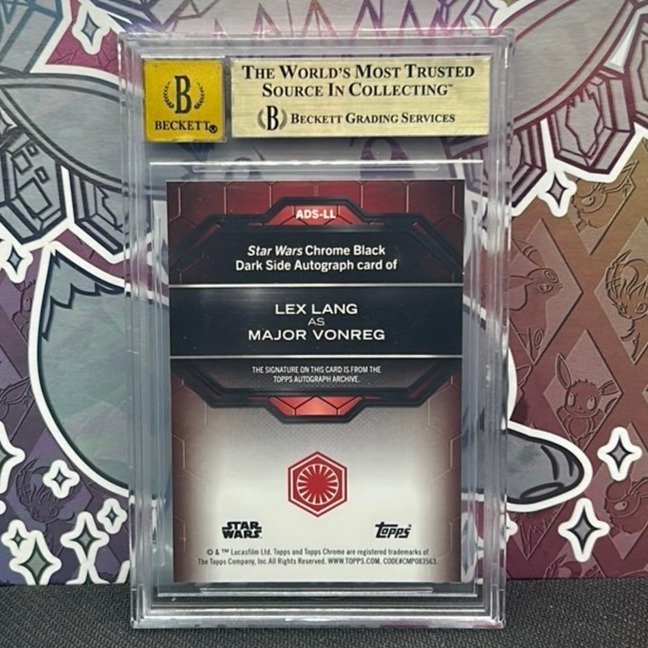 B
BECKETT
THE WORLD'S MOST TRUSTED
SOURCE IN COLLECTING™
B BECKETT GRADING SERVICES
ADS-LL
Star Wars Chrome Black
Dark Side Autograph card of
LEX LANG
AS
MAJOR VONREG
THE SIGNATURE ON THIS CARD IS FROM THE
TOPPS AUTOGRAPH ARCHIVE.
STAR
WARS
Topps
© & ™ Lucasfilm Ltd. Topps and Topps Chrome are registered trademarks of
The Topps Company, Inc. All Rights Reserved. WWW.TOPPS.COM. CODE#CMP083563